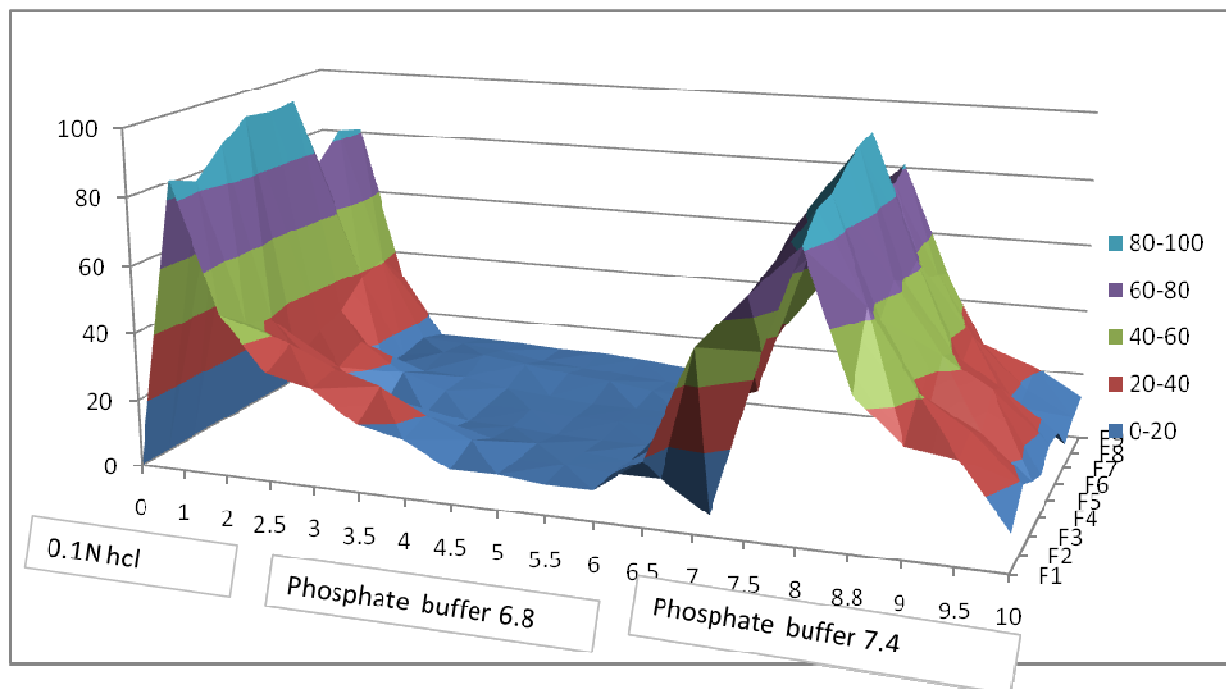 100
80
60
40
20
0
0 1 2 2.5 3 3.5 4 4.5 5 5.5 6 6.5 7 7.5 8 8.8 9 9.5 10
F1
F2
F3
F4
F5
F6
F7
F8
80-100
60-80
40-60
20-40
0-20
0.1N hcl
Phosphate buffer 6.8
Phosphate buffer 7.4